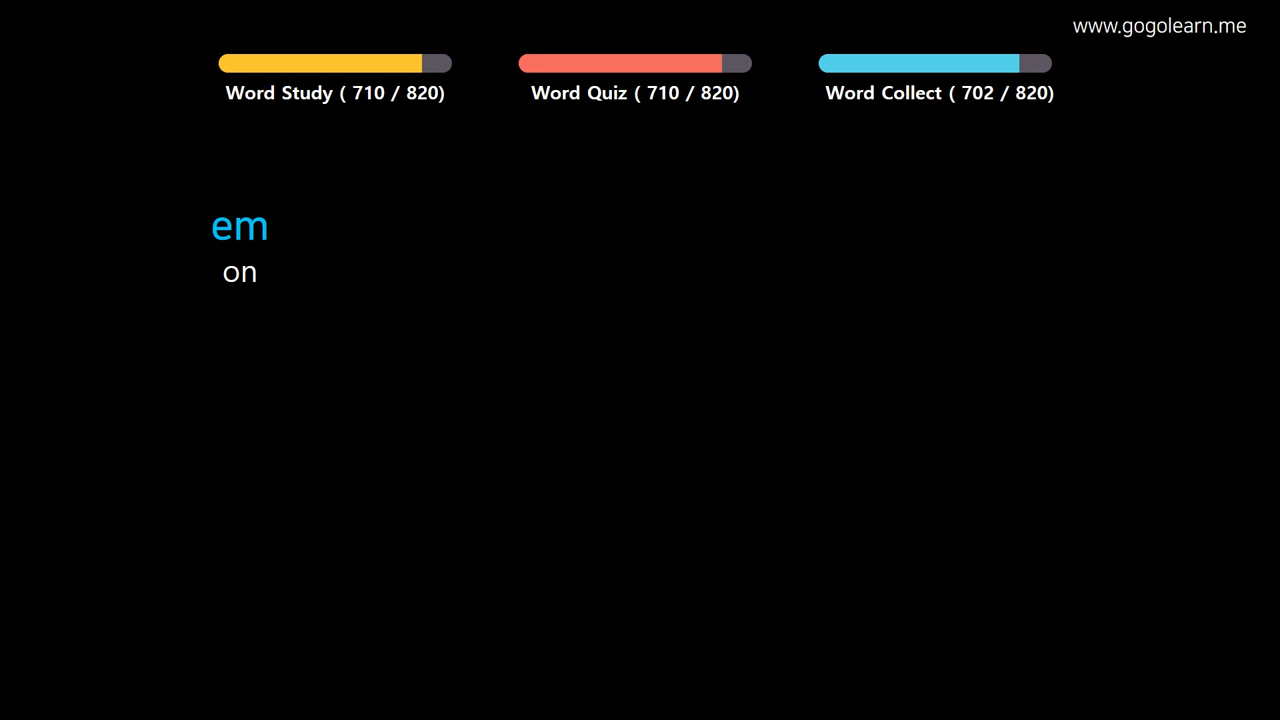 www.gogolearn.me
Word Study ( 710 / 820)
Word Quiz ( 710 / 820)
Word Collect ( 702 / 820)
em
on